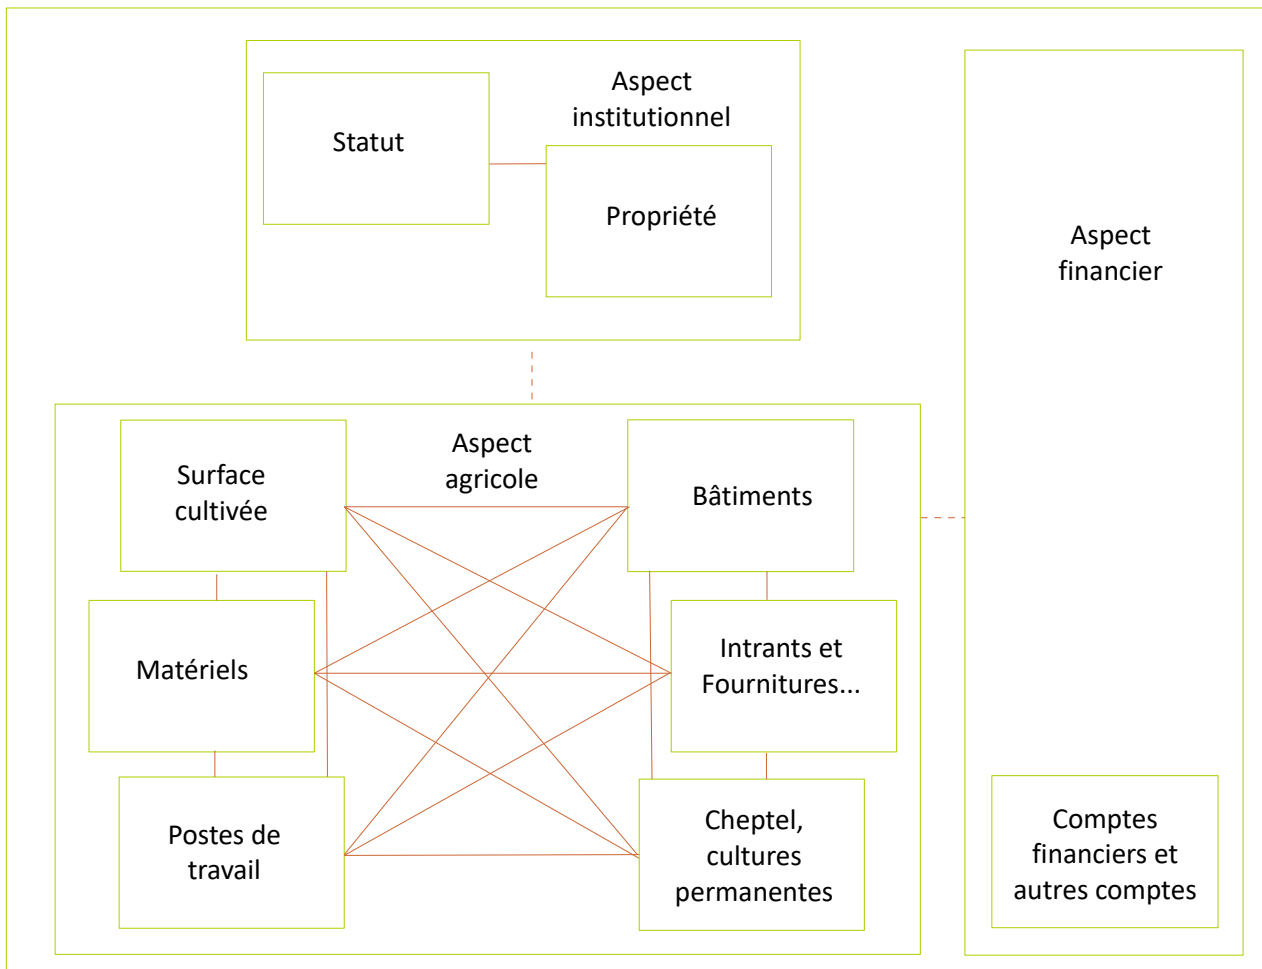 Aspect
institutionnel
Statut
Propriété
Aspect
financier
Aspect
agricole
Surface
cultivée
Bâtiments
Matériels
Intrants et
Fournitures...
Postes de
travail
Cheptel,
cultures
permanentes
Comptes
financiers et
autres comptes